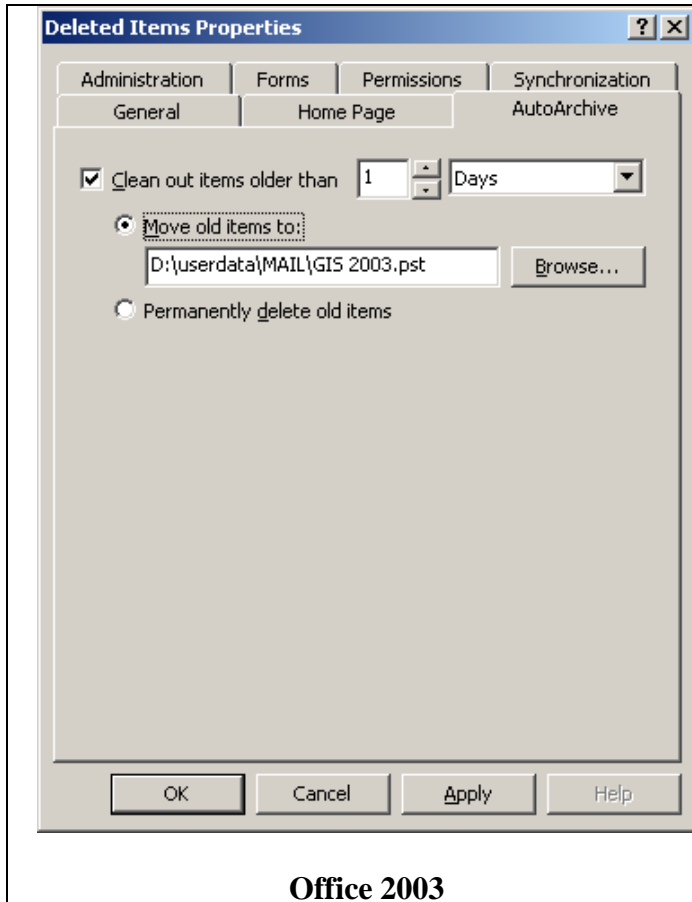 Deleted Items Properties
Administration Forms Permissions Synchronization
General Home Page AutoArchive
Clean out items older than 1 Days
Move old items to:
D:\userdata\MAIL\GIS 2003.pst Browse...
Permanently delete old items
OK Cancel Apply Help
Office 2003